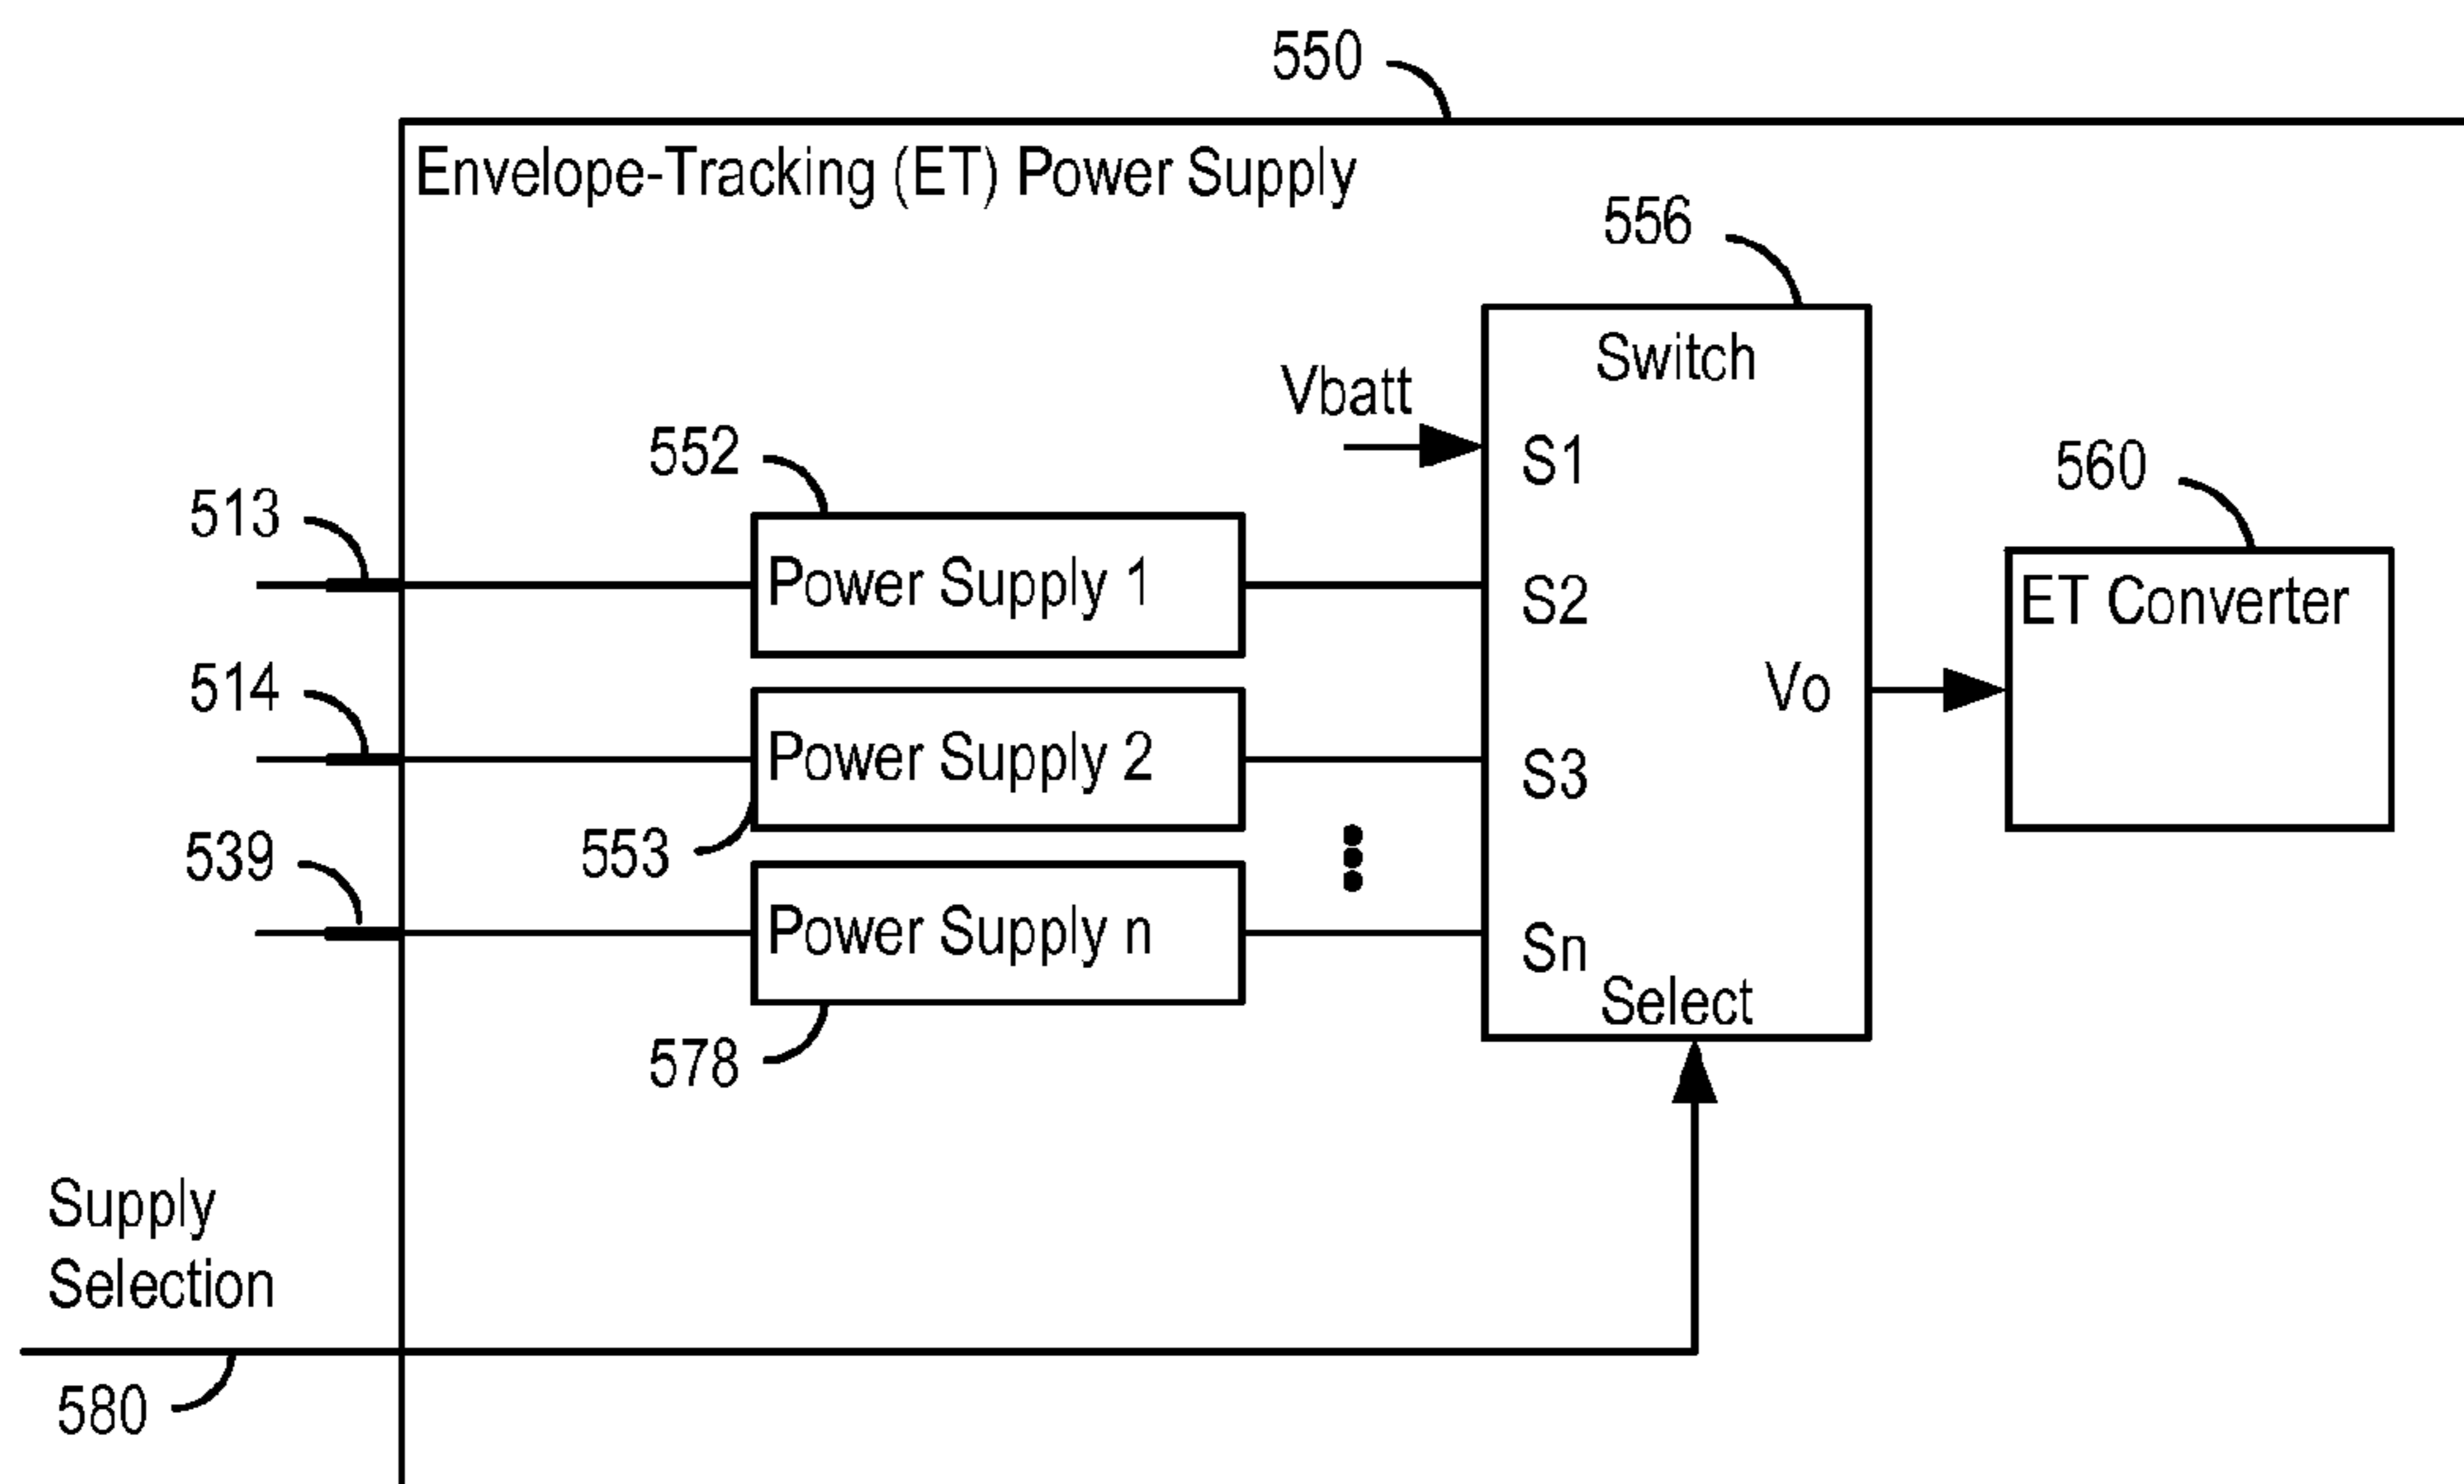 550
Envelope-Tracking (ET) Power Supply
556
Switch
Vbatt
S1
552
560
513
Power Supply 1
S2
ET Converter
514
Vo
Power Supply 2
S3
539
553
Power Supply n
Sn
Select
578
Supply
Selection
580